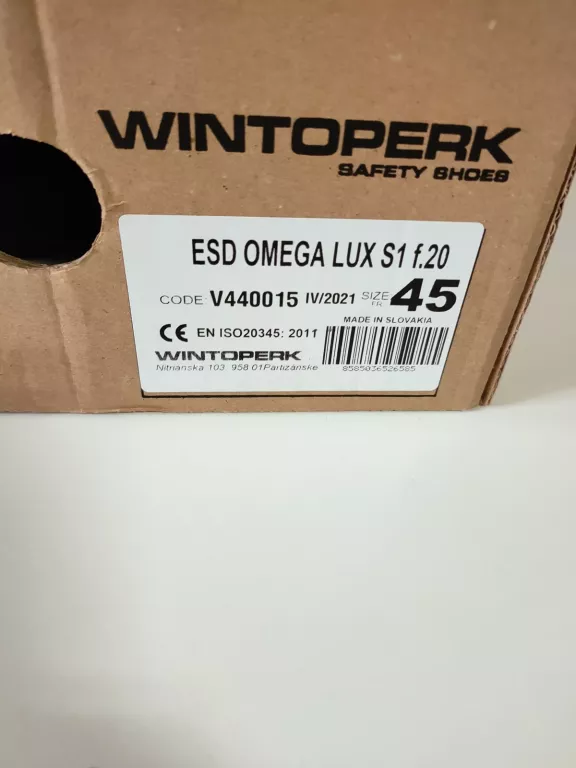 WINTOPERK
SAFETY SHOES
ESD OMEGA LUX S1 f.20
CODE V440015 IV/2021 SIZE FR 45
MADE IN SLOVAKIA
CE EN ISO20345: 2011
WINTOPERK
Nitrianska 103 958 01Partizánske
8585036526585